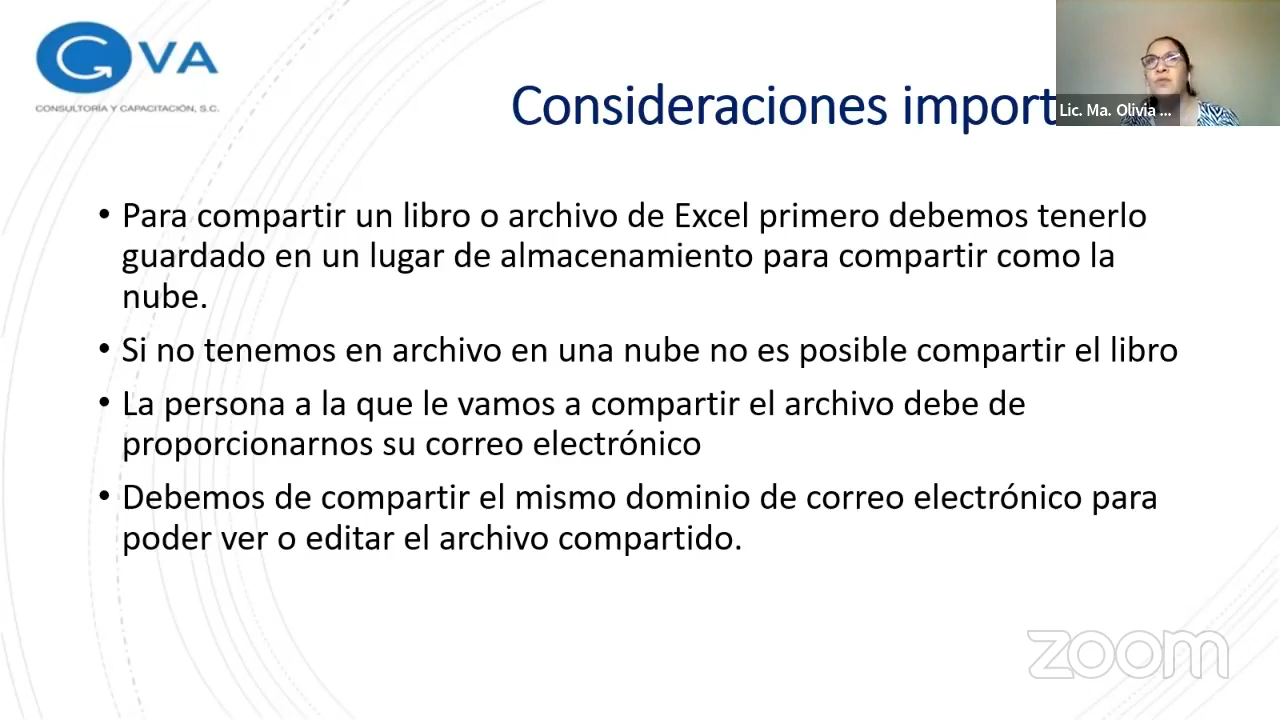 GVA
CONSULTORÍA Y CAPACITACIÓN, S.C.
Consideraciones import
Lic. Ma. Olivia ...
• Para compartir un libro o archivo de Excel primero debemos tenerlo
guardado en un lugar de almacenamiento para compartir como la
nube.
• Si no tenemos en archivo en una nube no es posible compartir el libro
• La persona a la que le vamos a compartir el archivo debe de
proporcionarnos su correo electrónico
• Debemos de compartir el mismo dominio de correo electrónico para
poder ver o editar el archivo compartido.
zoom